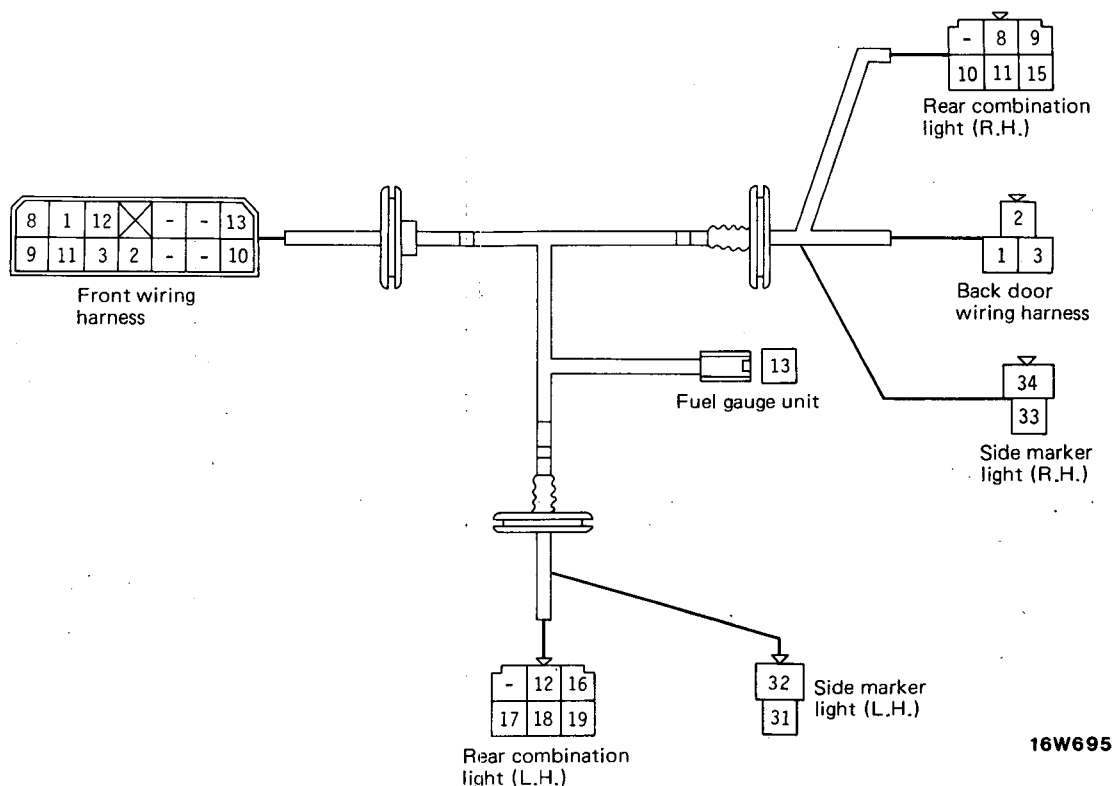 - 8 9
10 11 15
Rear combination
light (R.H.)
8 1 12 - - 13
9 11 3 2 - - 10
Front wiring
harness
2
1 3
Back door
wiring harness
13
Fuel gauge unit
34
33
Side marker
light (R.H.)
- 12 16
17 18 19
Rear combination
light (L.H.)
32
31
Side marker
light (L.H.)
16W695